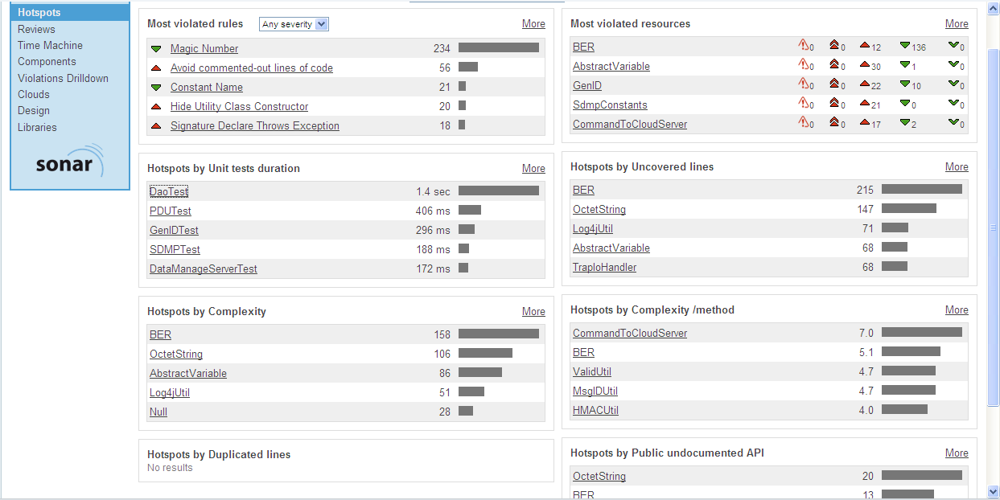 Hotspots
Reviews
Time Machine
Components
Violations Drilldown
Clouds
Design
Libraries
sonar
Most violated rules Any severity More
Magic Number 234
Avoid commented-out lines of code 56
Constant Name 21
Hide Utility Class Constructor 20
Signature Declare Throws Exception 18
Most violated resources More
BER 0 0 12 136 0
AbstractVariable 0 0 30 1 0
GenID 0 0 22 10 0
SdmpConstants 0 0 21 0 0
CommandToCloudServer 0 0 17 2 0
Hotspots by Unit tests duration More
DaoTest 1.4 sec
PDUTest 406 ms
GenIDTest 296 ms
SDMPTest 188 ms
DataManageServerTest 172 ms
Hotspots by Uncovered lines More
BER 215
OctetString 147
Log4jUtil 71
AbstractVariable 68
TrapIoHandler 68
Hotspots by Complexity More
BER 158
OctetString 106
AbstractVariable 86
Log4jUtil 51
Null 28
Hotspots by Complexity /method More
CommandToCloudServer 7.0
BER 5.1
ValidUtil 4.7
MsgIDUtil 4.7
HMACUtil 4.0
Hotspots by Duplicated lines
No results
Hotspots by Public undocumented API More
OctetString 20
BER 13